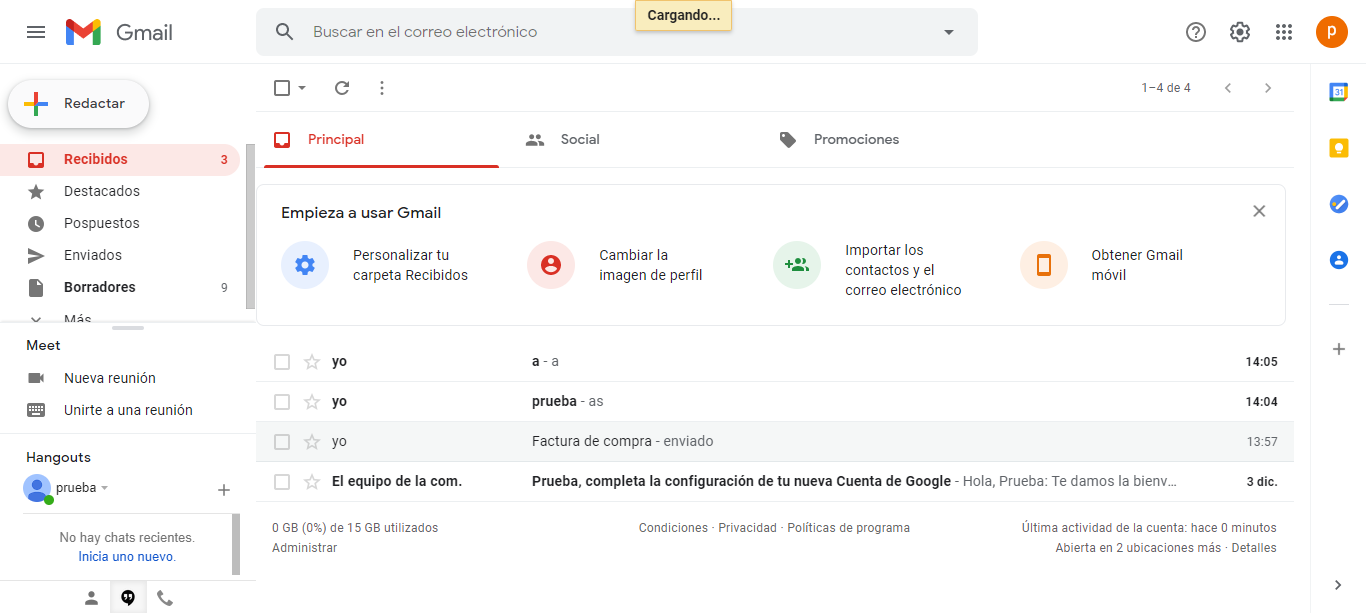 Cargando...
Gmail
Buscar en el correo electrónico
p
Redactar
1–4 de 4
31
Principal
Social
Promociones
Recibidos 3
Destacados
Pospuestos
Enviados
Borradores 9
Más
Empieza a usar Gmail
Personalizar tu
carpeta Recibidos
Cambiar la
imagen de perfil
Importar los
contactos y el
correo electrónico
Obtener Gmail
móvil
Meet
Nueva reunión
Unirte a una reunión
Hangouts
prueba
No hay chats recientes.
Inicia uno nuevo.
yo a - a 14:05
yo prueba - as 14:04
yo Factura de compra - enviado 13:57
El equipo de la com. Prueba, completa la configuración de tu nueva Cuenta de Google - Hola, Prueba: Te damos la bienv… 3 dic.
0 GB (0%) de 15 GB utilizados
Administrar
Condiciones · Privacidad · Políticas de programa
Última actividad de la cuenta: hace 0 minutos
Abierta en 2 ubicaciones más · Detalles